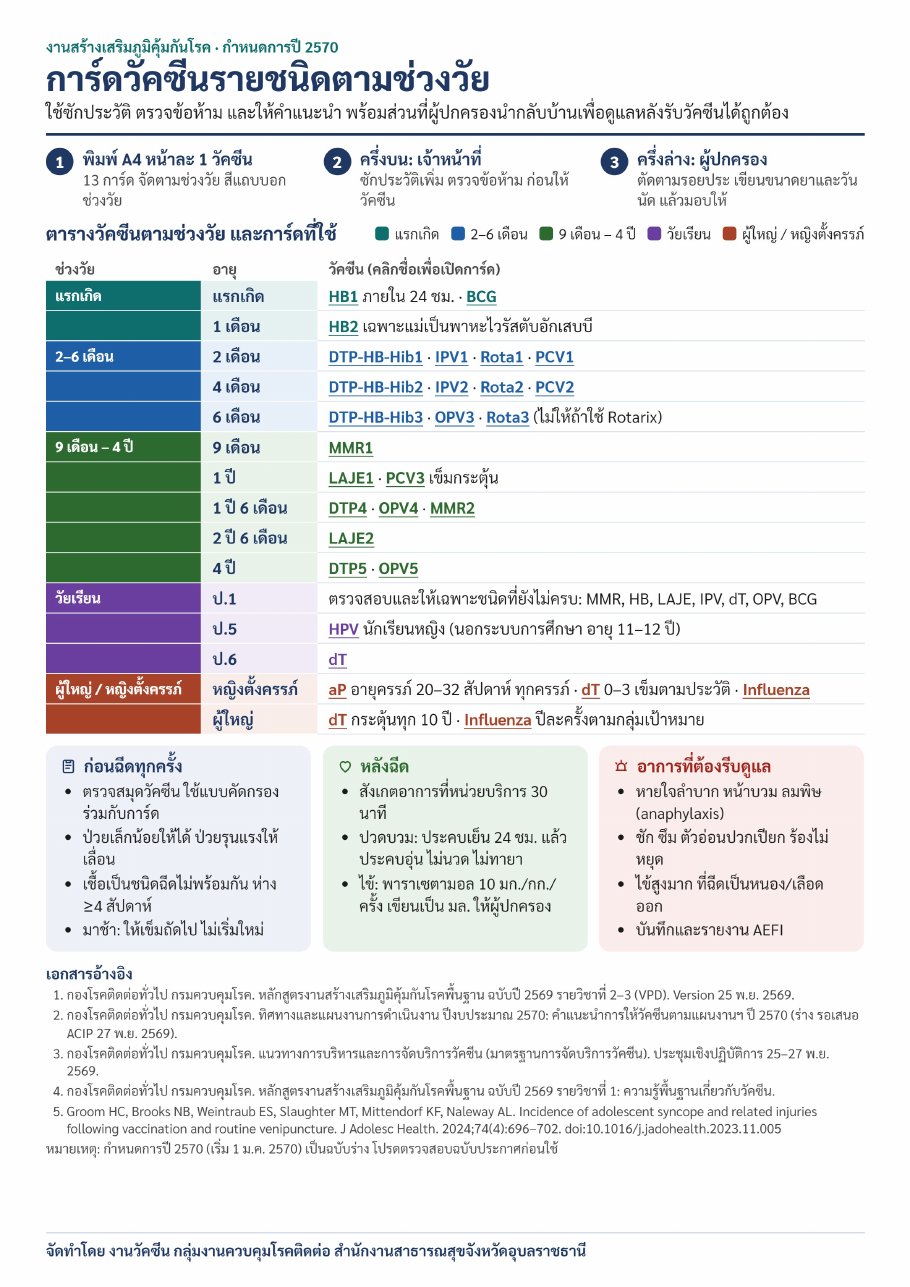 งานสร้างเสริมภูมิคุ้มกันโรค · กำหนดการปี 2570
การ์ดวัคซีนรายชนิดตามช่วงวัย
ใช้ซักประวัติ ตรวจข้อห้าม และให้คำแนะนำ พร้อมส่วนที่ผู้ปกครองนำกลับบ้านเพื่อดูแลหลังรับวัคซีนได้ถูกต้อง
1 พิมพ์ A4 หน้าละ 1 วัคซีน
13 การ์ด จัดตามช่วงวัย สีแถบบอก
ช่วงวัย
2 ครึ่งบน: เจ้าหน้าที่
ซักประวัติเพิ่ม ตรวจข้อห้าม ก่อนให้
วัคซีน
3 ครึ่งล่าง: ผู้ปกครอง
ตัดตามรอยประ เขียนขนาดยาและวัน
นัด แล้วมอบให้
ตารางวัคซีนตามช่วงวัย และการ์ดที่ใช้
แรกเกิด 2–6 เดือน 9 เดือน – 4 ปี วัยเรียน ผู้ใหญ่ / หญิงตั้งครรภ์
ช่วงวัย อายุ วัคซีน (คลิกชื่อเพื่อเปิดการ์ด)
แรกเกิด แรกเกิด HB1 ภายใน 24 ชม. · BCG
1 เดือน HB2 เฉพาะแม่เป็นพาหะไวรัสตับอักเสบบี
2–6 เดือน 2 เดือน DTP-HB-Hib1 · IPV1 · Rota1 · PCV1
4 เดือน DTP-HB-Hib2 · IPV2 · Rota2 · PCV2
6 เดือน DTP-HB-Hib3 · OPV3 · Rota3 (ไม่ให้ถ้าใช้ Rotarix)
9 เดือน – 4 ปี 9 เดือน MMR1
1 ปี LAJE1 · PCV3 เข็มกระตุ้น
1 ปี 6 เดือน DTP4 · OPV4 · MMR2
2 ปี 6 เดือน LAJE2
4 ปี DTP5 · OPV5
วัยเรียน ป.1 ตรวจสอบและให้เฉพาะชนิดที่ยังไม่ครบ: MMR, HB, LAJE, IPV, dT, OPV, BCG
ป.5 HPV นักเรียนหญิง (นอกระบบการศึกษา อายุ 11–12 ปี)
ป.6 dT
ผู้ใหญ่ / หญิงตั้งครรภ์ หญิงตั้งครรภ์ aP อายุครรภ์ 20–32 สัปดาห์ ทุกครรภ์ · dT 0–3 เข็มตามประวัติ · Influenza
ผู้ใหญ่ dT กระตุ้นทุก 10 ปี · Influenza ปีละครั้งตามกลุ่มเป้าหมาย
ก่อนฉีดทุกครั้ง
• ตรวจสมุดวัคซีน ใช้แบบคัดกรอง
ร่วมกับการ์ด
• ป่วยเล็กน้อยให้ได้ ป่วยรุนแรงให้
เลื่อน
• เชื้อเป็นชนิดฉีดไม่พร้อมกัน ห่าง
≥4 สัปดาห์
• มาช้า: ให้เข็มถัดไป ไม่เริ่มใหม่
หลังฉีด
• สังเกตอาการที่หน่วยบริการ 30
นาที
• ปวดบวม: ประคบเย็น 24 ชม. แล้ว
ประคบอุ่น ไม่นวด ไม่ทายา
• ไข้: พาราเซตามอล 10 มก./กก./
ครั้ง เขียนเป็น มล. ให้ผู้ปกครอง
อาการที่ต้องรีบดูแล
• หายใจลำบาก หน้าบวม ลมพิษ
(anaphylaxis)
• ชัก ซึม ตัวอ่อนปวกเปียก ร้องไม่
หยุด
• ไข้สูงมาก ที่ฉีดเป็นหนอง/เลือด
ออก
• บันทึกและรายงาน AEFI
เอกสารอ้างอิง
1. กองโรคติดต่อทั่วไป กรมควบคุมโรค. หลักสูตรงานสร้างเสริมภูมิคุ้มกันโรคพื้นฐาน ฉบับปี 2569 รายวิชาที่ 2–3 (VPD). Version 25 พ.ย. 2569.
2. กองโรคติดต่อทั่วไป กรมควบคุมโรค. ทิศทางและแผนงานการดำเนินงาน ปีงบประมาณ 2570: คำแนะนำการให้วัคซีนตามแผนงานฯ ปี 2570 (ร่าง รอเสนอ
ACIP 27 พ.ย. 2569).
3. กองโรคติดต่อทั่วไป กรมควบคุมโรค. แนวทางการบริหารและการจัดบริการวัคซีน (มาตรฐานการจัดบริการวัคซีน). ประชุมเชิงปฏิบัติการ 25–27 พ.ย.
2569.
4. กองโรคติดต่อทั่วไป กรมควบคุมโรค. หลักสูตรงานสร้างเสริมภูมิคุ้มกันโรคพื้นฐาน ฉบับปี 2569 รายวิชาที่ 1: ความรู้พื้นฐานเกี่ยวกับวัคซีน.
5. Groom HC, Brooks NB, Weintraub ES, Slaughter MT, Mittendorf KF, Naleway AL. Incidence of adolescent syncope and related injuries
following vaccination and routine venipuncture. J Adolesc Health. 2024;74(4):696–702. doi:10.1016/j.jadohealth.2023.11.005
หมายเหตุ: กำหนดการปี 2570 (เริ่ม 1 ม.ค. 2570) เป็นฉบับร่าง โปรดตรวจสอบฉบับประกาศก่อนใช้
จัดทำโดย งานวัคซีน กลุ่มงานควบคุมโรคติดต่อ สำนักงานสาธารณสุขจังหวัดอุบลราชธานี